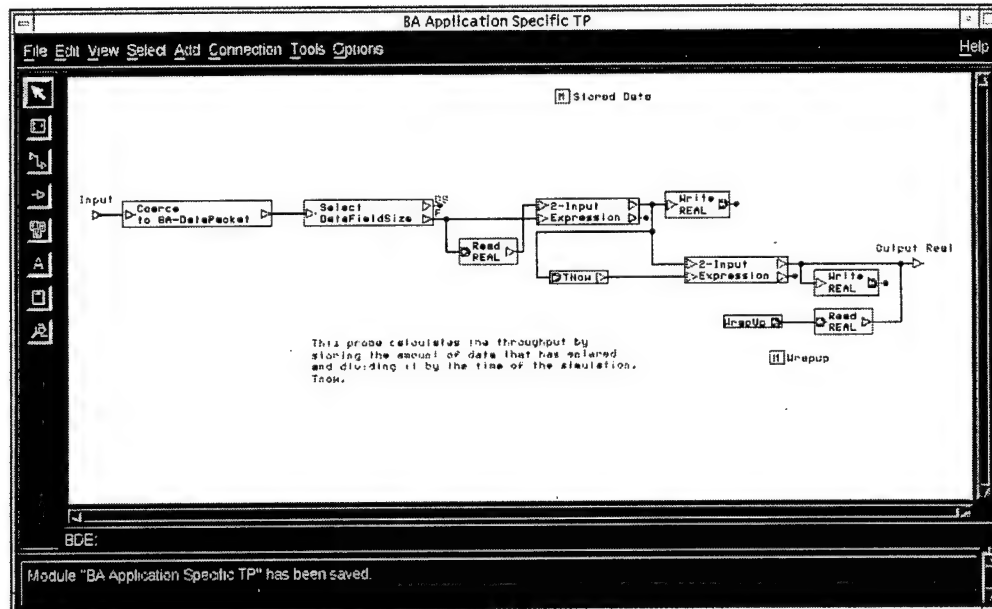 BA Application Specific TP
File Edit View Select Add Connection Tools Options Help
M Stored Data
Input
Coerce
to BA-DataPacket
Select
DataFieldSize
DS
F
Read
REAL
2-Input
Expression
Write
REAL
TNow
2-Input
Expression
Output Real
Write
REAL
WrapUp
Read
REAL
M Wrapup
This probe calculates the throughput by
storing the amount of data that has entered
and dividing it by the time of the simulation,
Tnow.
A
BDE:
Module "BA Application Specific TP" has been saved.